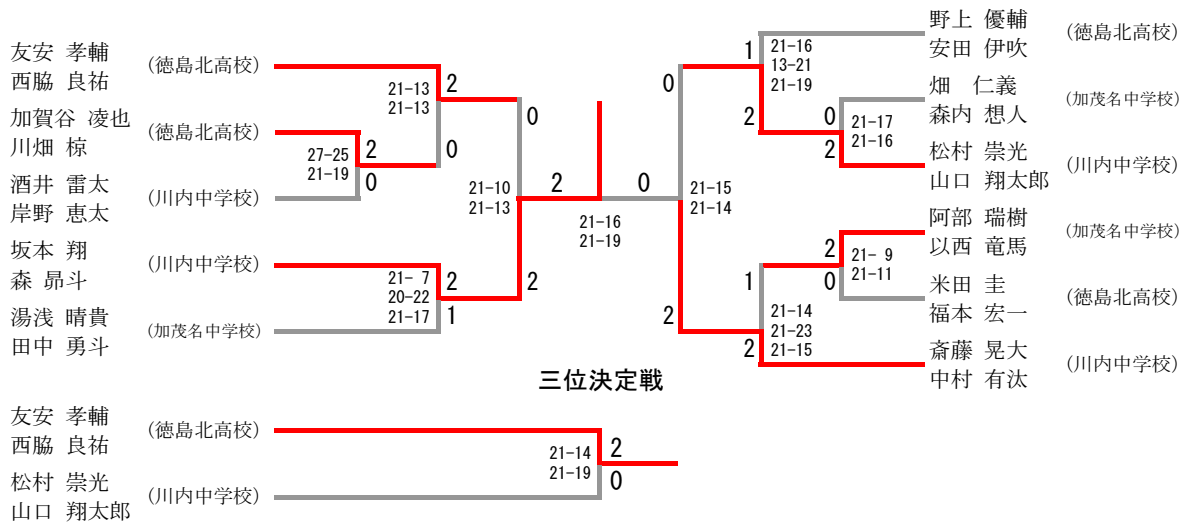 友安 孝輔
西脇 良祐
(徳島北高校)
加賀谷 凌也
川畑 椋
(徳島北高校)
酒井 雷太
岸野 恵太
(川内中学校)
坂本 翔
森 昴斗
(川内中学校)
湯浅 晴貴
田中 勇斗
(加茂名中学校)
27-25
21-19
2
0
21-13
21-13
2
0
21- 7
20-22
21-17
2
1
21-10
21-13
0
2
2
0
21-16
21-19
21-15
21-14
0
2
1
2
21-16
13-21
21-19
0
2
21-17
21-16
2
0
21- 9
21-11
1
2
21-14
21-23
21-15
野上 優輔
安田 伊吹
(徳島北高校)
畑 仁義
森内 想人
(加茂名中学校)
松村 崇光
山口 翔太郎
(川内中学校)
阿部 瑞樹
以西 竜馬
(加茂名中学校)
米田 圭
福本 宏一
(徳島北高校)
斎藤 晃大
中村 有汰
(川内中学校)
三位決定戦
友安 孝輔
西脇 良祐
(徳島北高校)
松村 崇光
山口 翔太郎
(川内中学校)
21-14
21-19
2
0